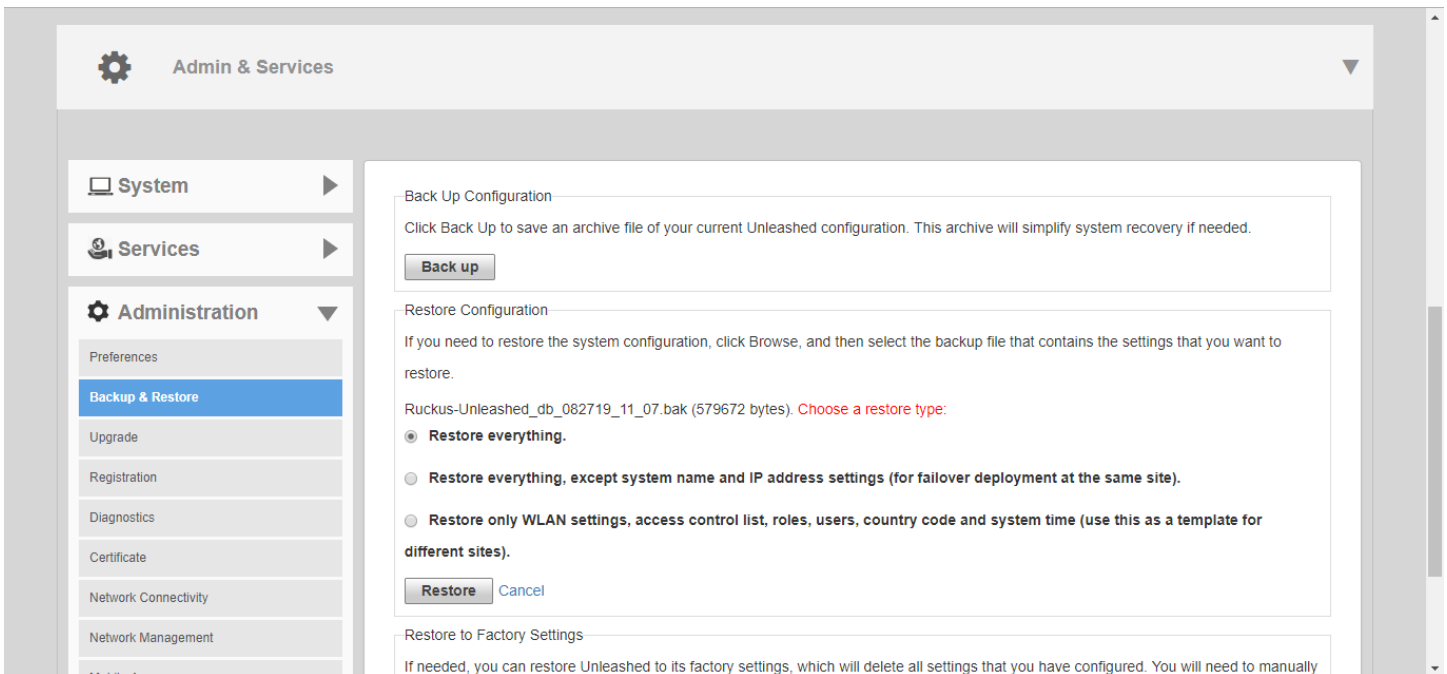 Admin & Services
System
Services
Administration
Preferences
Backup & Restore
Upgrade
Registration
Diagnostics
Certificate
Network Connectivity
Network Management
Back Up Configuration
Click Back Up to save an archive file of your current Unleashed configuration. This archive will simplify system recovery if needed.
Back up
Restore Configuration
If you need to restore the system configuration, click Browse, and then select the backup file that contains the settings that you want to
restore.
Ruckus-Unleashed_db_082719_11_07.bak (579672 bytes). Choose a restore type:
Restore everything.
Restore everything, except system name and IP address settings (for failover deployment at the same site).
Restore only WLAN settings, access control list, roles, users, country code and system time (use this as a template for
different sites).
Restore Cancel
Restore to Factory Settings
If needed, you can restore Unleashed to its factory settings, which will delete all settings that you have configured. You will need to manually